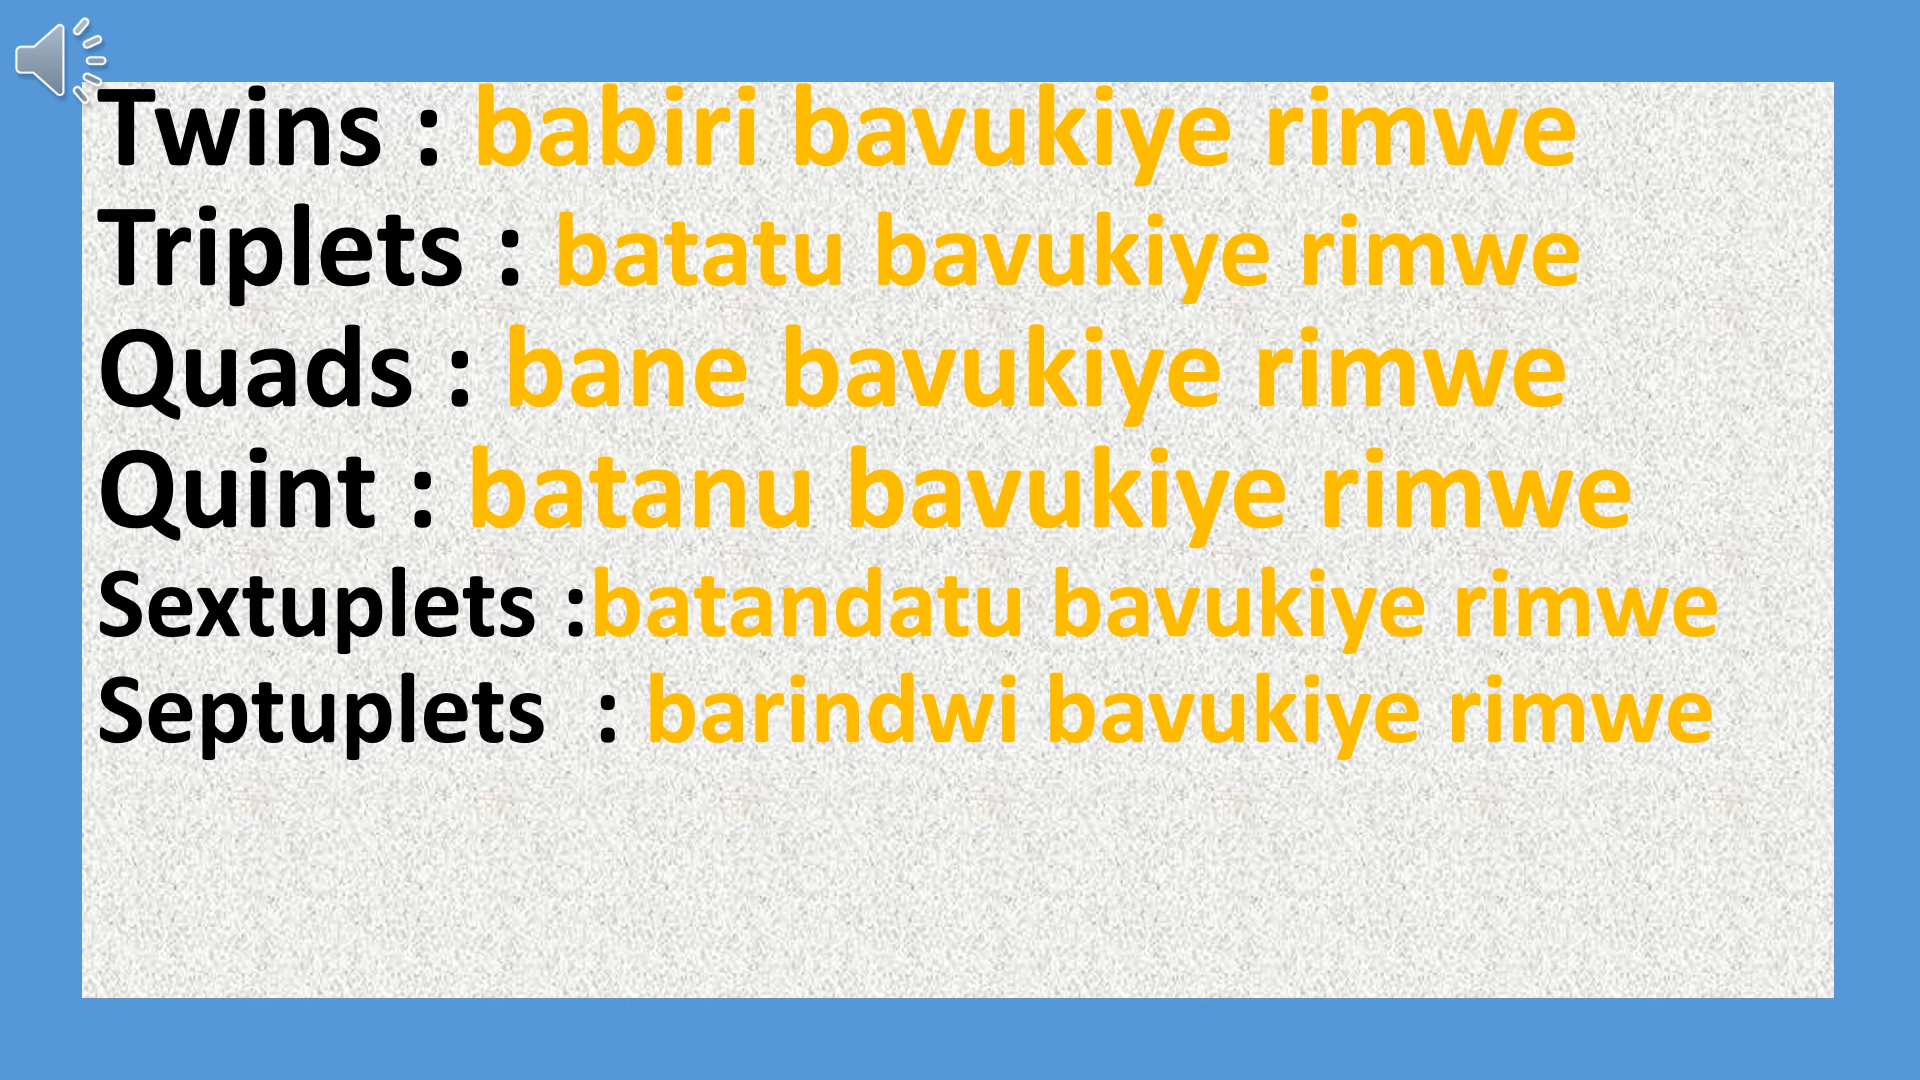 Twins : babiri bavukiye rimwe
Triplets : batatu bavukiye rimwe
Quads : bane bavukiye rimwe
Quint : batanu bavukiye rimwe
Sextuplets :batandatu bavukiye rimwe
Septuplets  : barindwi bavukiye rimwe